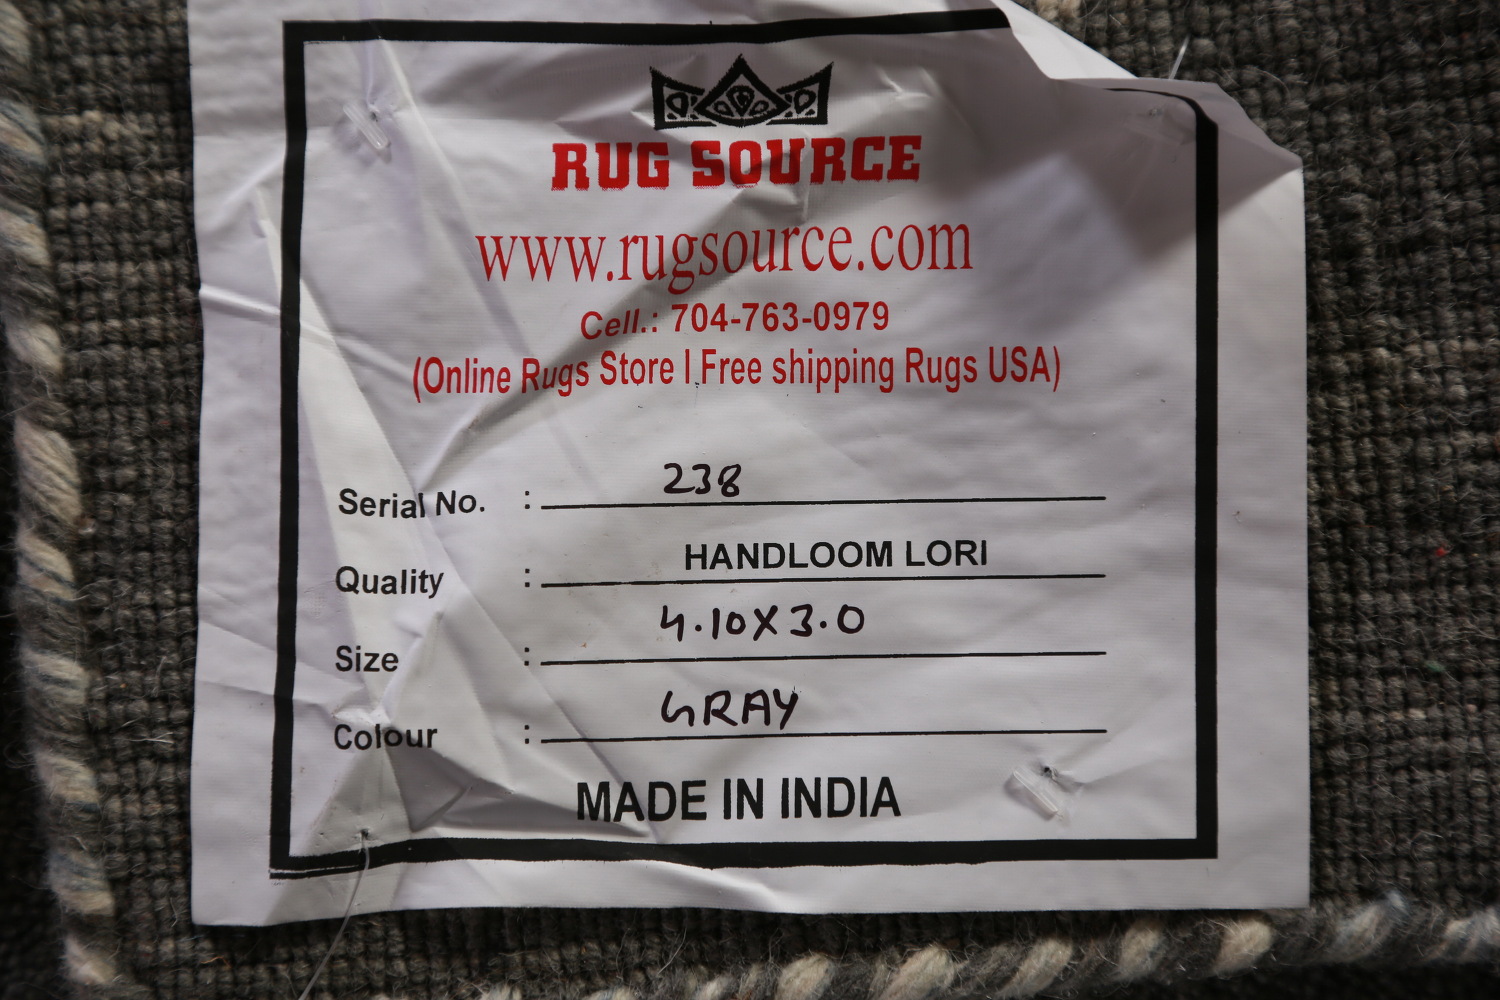 RUG SOURCE
www.rugsource.com
Cell.: 704-763-0979
(Online Rugs Store | Free shipping Rugs USA)
Serial No. : 238
Quality : HANDLOOM LORI
Size : 4.10X3.0
Colour : GRAY
MADE IN INDIA